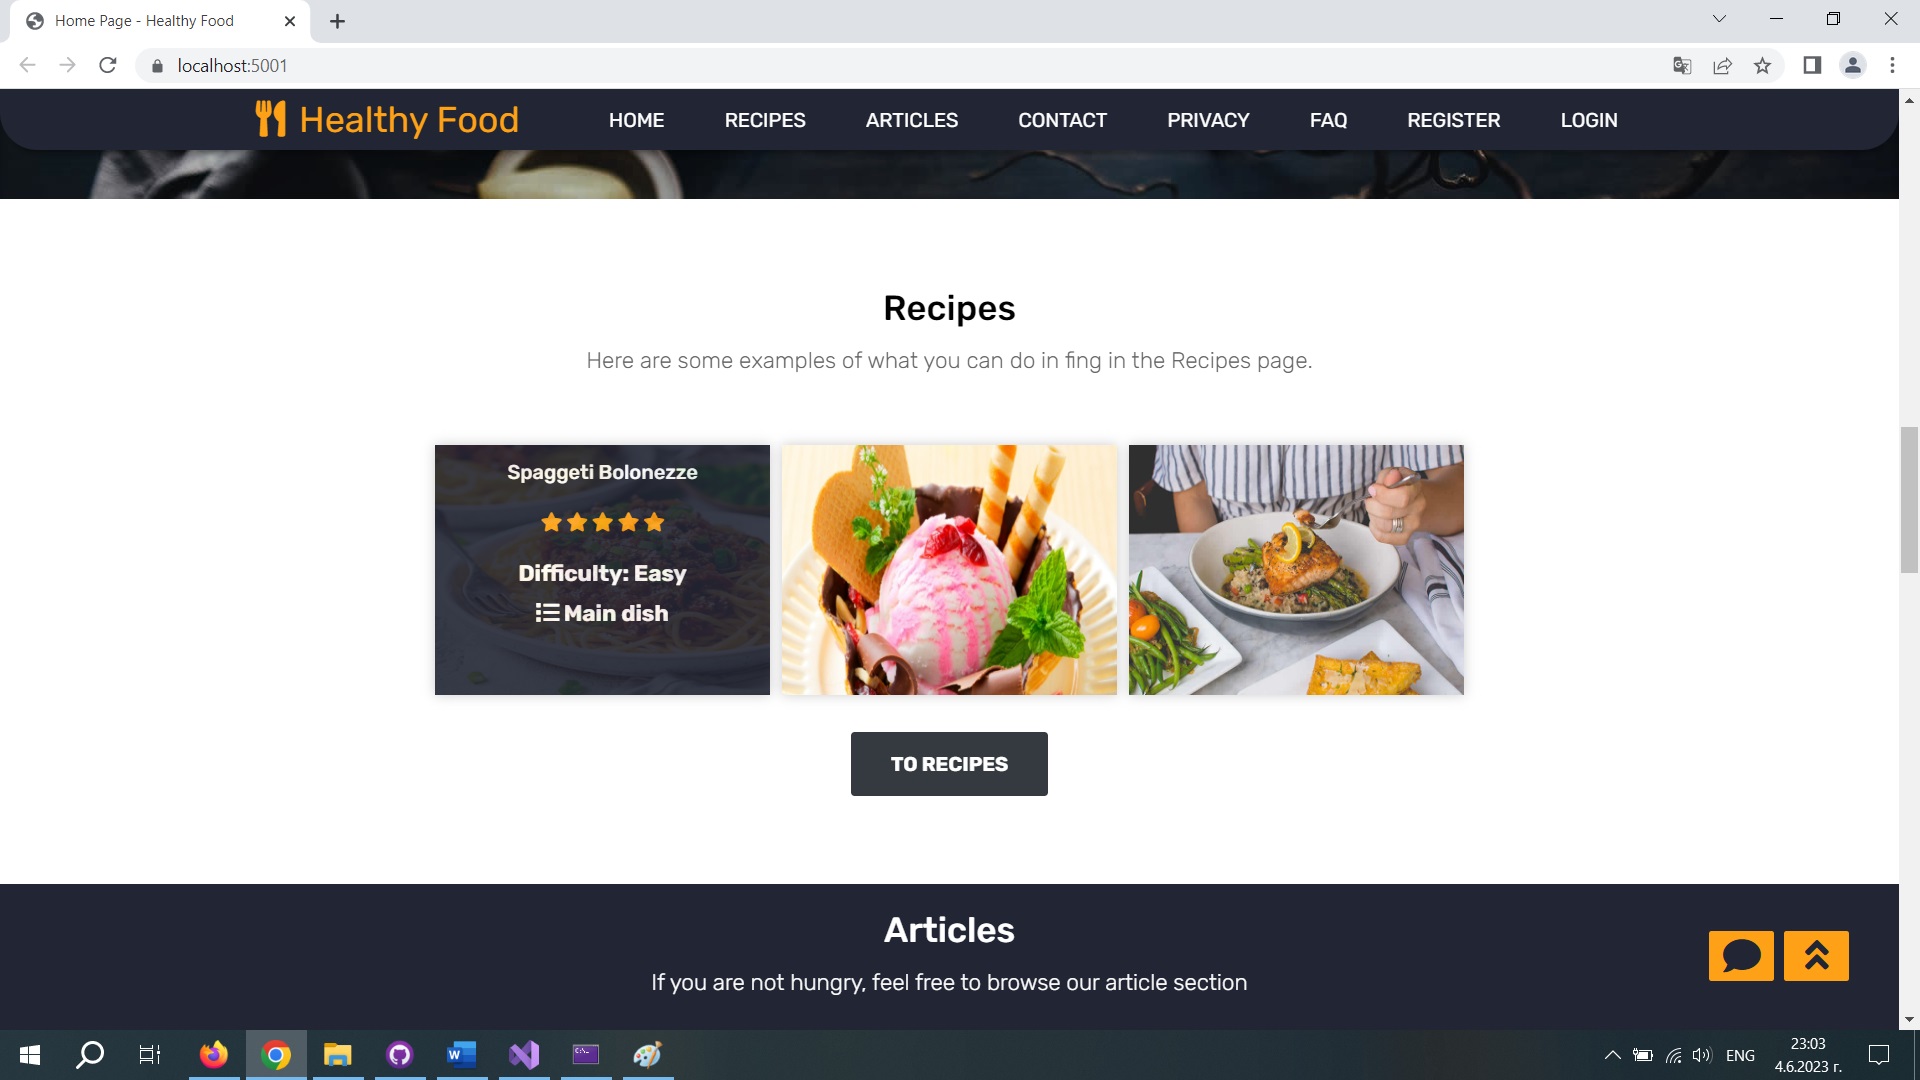 Home Page - Healthy Food
localhost:5001
Healthy Food
HOME
RECIPES
ARTICLES
CONTACT
PRIVACY
FAQ
REGISTER
LOGIN
Recipes
Here are some examples of what you can do in fing in the Recipes page.
Spaggeti Bolonezze
Difficulty: Easy
Main dish
TO RECIPES
Articles
If you are not hungry, feel free to browse our article section
ENG
23:03
4.6.2023 г.